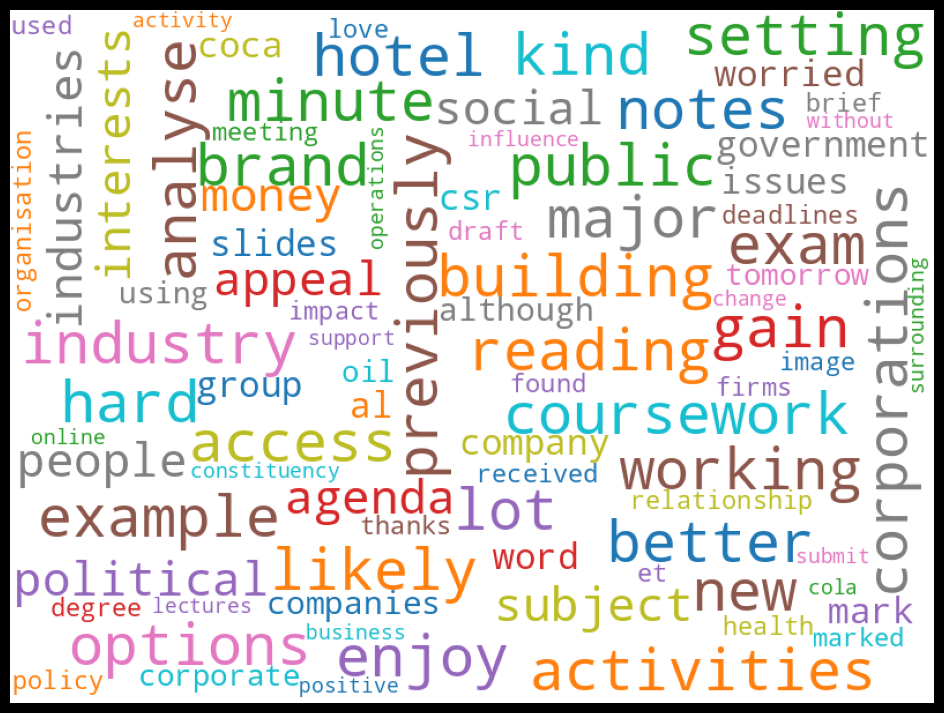 used
activity
love
coca
hotel
kind
setting
worried
industries
interests
analyse
minute
social
notes
brief
without
meeting
influence
government
organisation
brand
operations
previously
public
issues
money
csr
major
deadlines
corporations
slides
draft
exam
using
appeal
building
tomorrow
surrounding
impact
although
change
industry
support
reading
gain
oil
image
hard
group
found
firms
al
coursework
online
access
company
people
constituency
received
working
example
agenda
lot
relationship
thanks
better
political
likely
word
submit
et
new
cola
degree
lectures
companies
subject
mark
options
business
health
marked
enjoy
activities
policy
corporate
positive